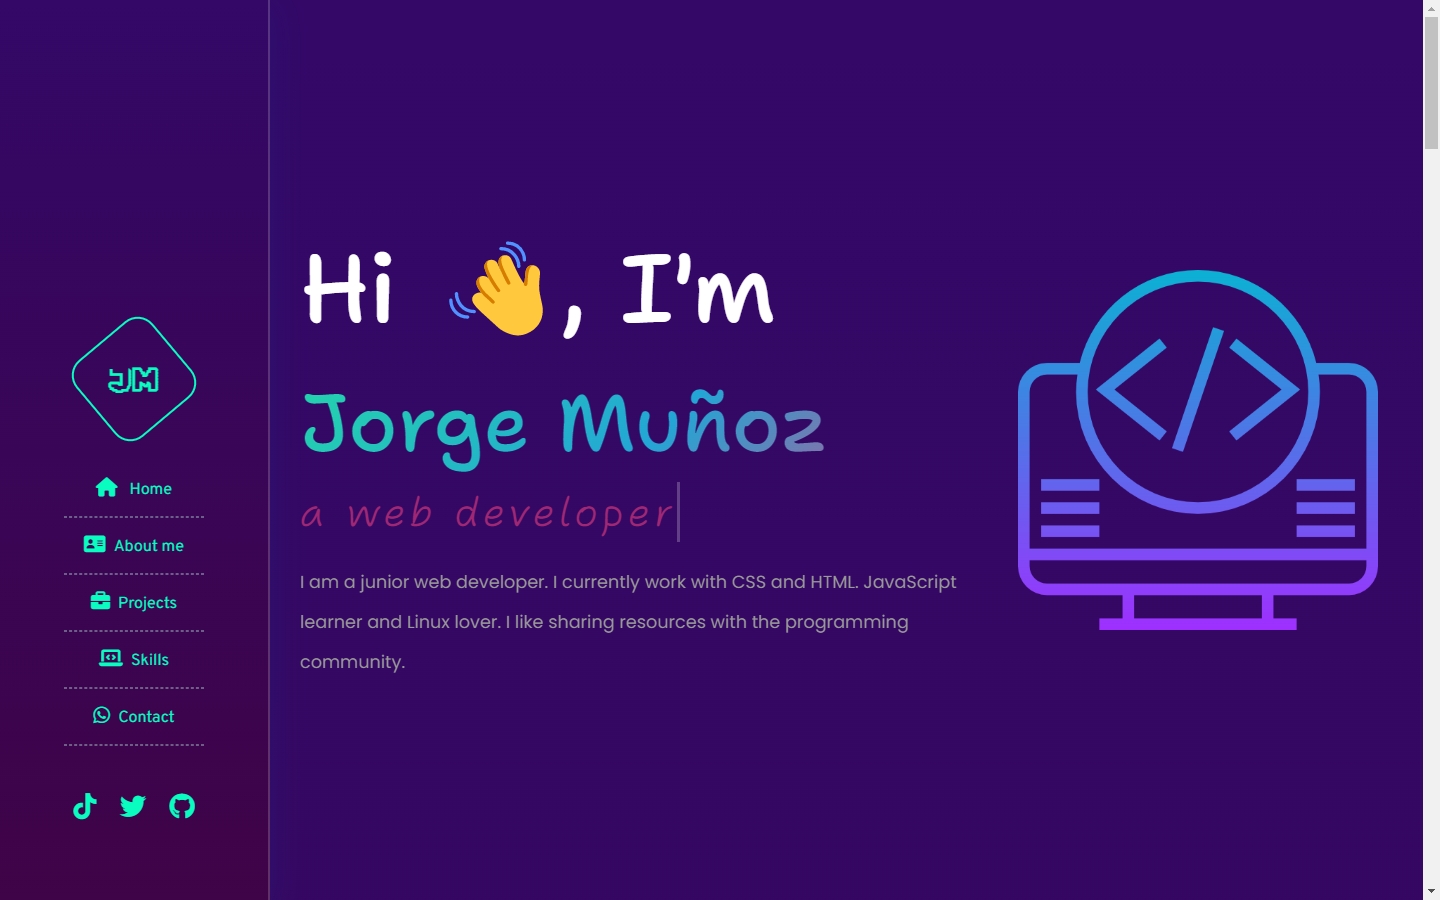 JM
Home
About me
Projects
Skills
Contact
Hi 👋, I'm
Jorge Muñoz
a web developer
I am a junior web developer. I currently work with CSS and HTML. JavaScript
learner and Linux lover. I like sharing resources with the programming
community.